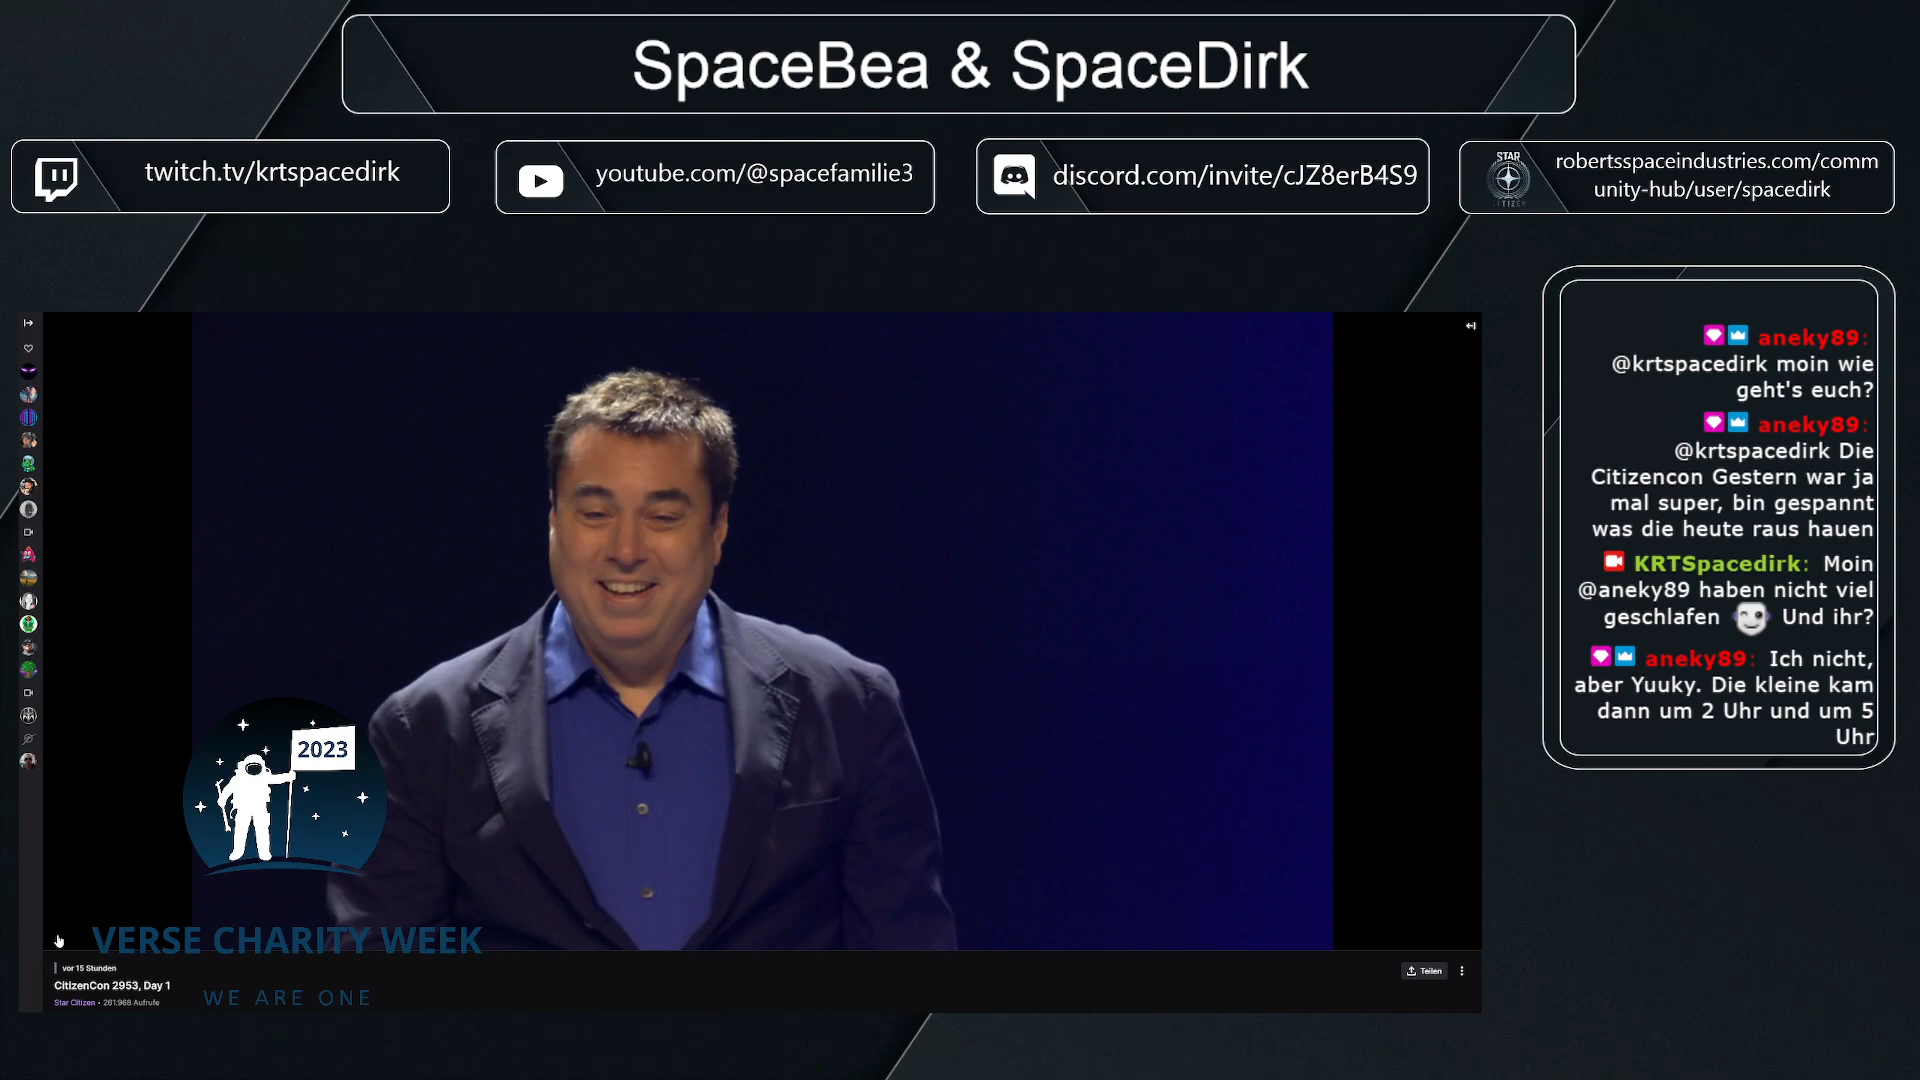 SpaceBea & SpaceDirk
twitch.tv/krtspacedirk
youtube.com/@spacefamilie3
discord.com/invite/cJZ8erB4S9
STAR
robertsspaceindustries.com/comm
unity-hub/user/spacedirk
aneky89:
@krtspacedirk moin wie
geht's euch?
aneky89:
@krtspacedirk Die
Citizencon Gestern war ja
mal super, bin gespannt
was die heute raus hauen
KRTSpacedirk: Moin
@aneky89 haben nicht viel
geschlafen Und ihr?
aneky89: Ich nicht,
aber Yuuky. Die kleine kam
dann um 2 Uhr und um 5
Uhr
2023
VERSE CHARITY WEEK
WE ARE ONE
vor 15 Stunden
CitizenCon 2953, Day 1
Star Citizen • 261.968 Aufrufe
Teilen